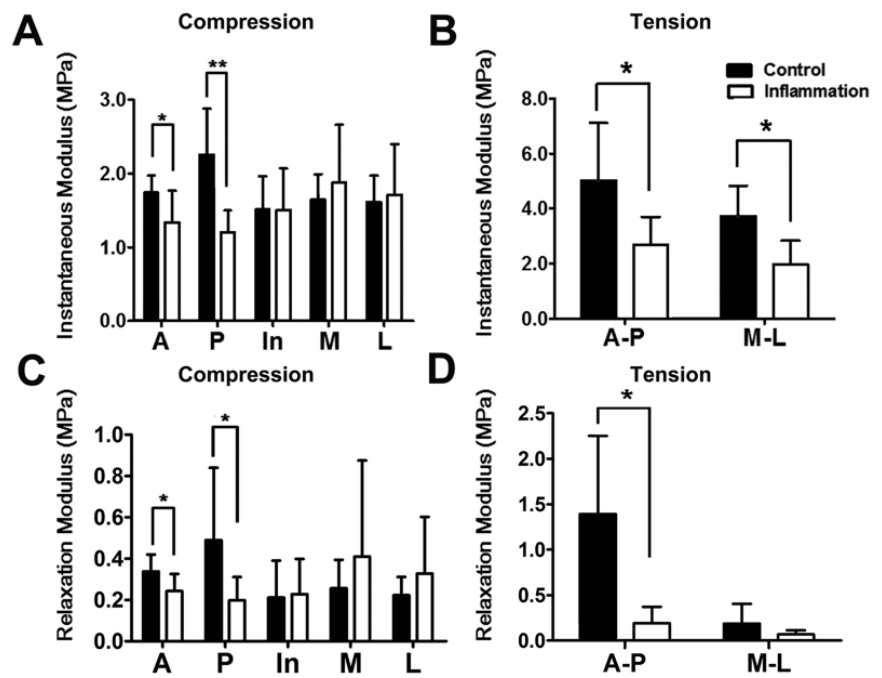 A
Compression
Instantaneous Modulus (MPa)
3.0
2.0
1.0
0.0
*
**
A P In M L
B
Tension
Control
Inflammation
Instantaneous Modulus (MPa)
8.0
6.0
4.0
2.0
0.0
*
*
A-P M-L
C
Compression
Relaxation Modulus (MPa)
1.0
0.8
0.6
0.4
0.2
0.0
*
*
A P In M L
D
Tension
Relaxation Modulus (MPa)
2.5
2.0
1.5
1.0
0.5
0.0
*
A-P M-L